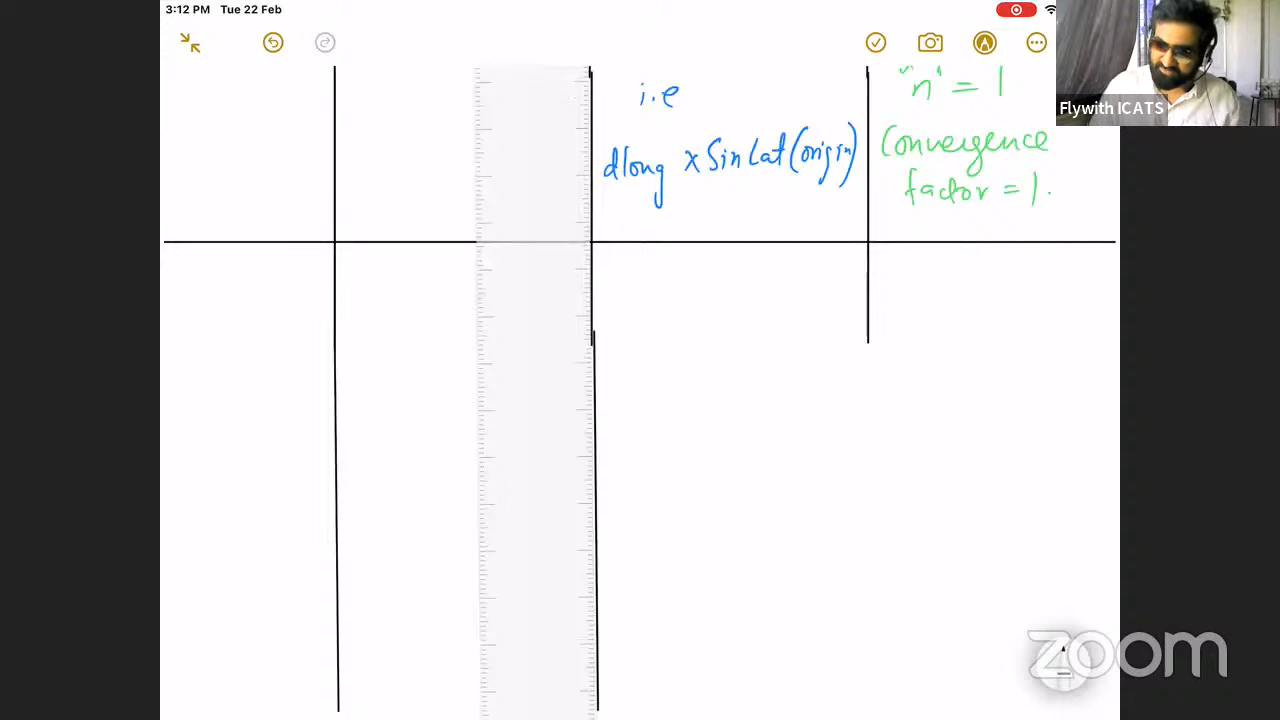 3:12 PM Tue 22 Feb
i.e
dlong x Sin Lat (origin)
"n" = 1
Convergence
factor = 1.
Flywith ICATS
zoom